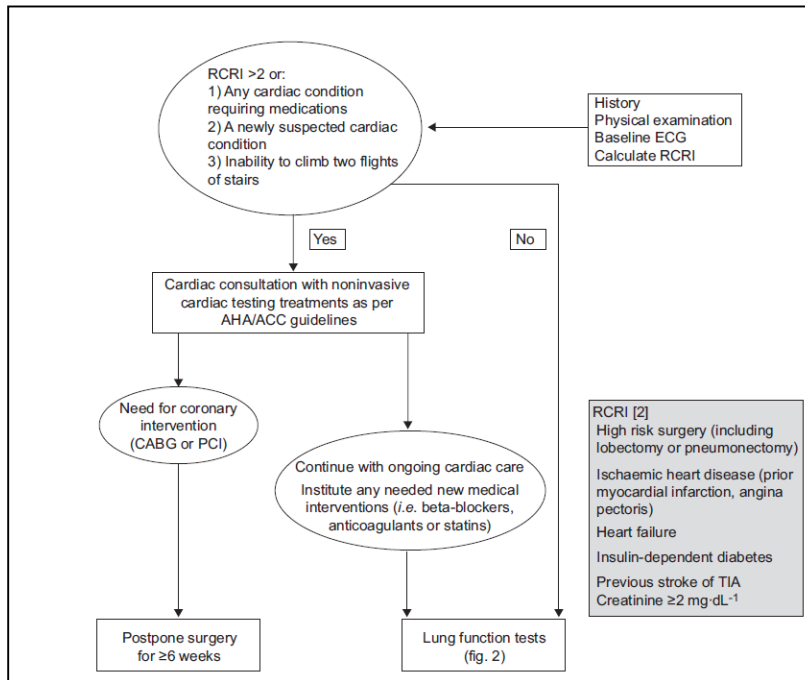 RCRI >2 or:
1) Any cardiac condition
requiring medications
2) A newly suspected cardiac
condition
3) Inability to climb two flights
of stairs
History
Physical examination
Baseline ECG
Calculate RCRI
Yes
No
Cardiac consultation with noninvasive
cardiac testing treatments as per
AHA/ACC guidelines
Need for coronary
intervention
(CABG or PCI)
Continue with ongoing cardiac care
Institute any needed new medical
interventions (i.e. beta-blockers,
anticoagulants or statins)
RCRI [2]
High risk surgery (including
lobectomy or pneumonectomy)
Ischaemic heart disease (prior
myocardial infarction, angina
pectoris)
Heart failure
Insulin-dependent diabetes
Previous stroke of TIA
Creatinine ≥2 mg·dL-1
Postpone surgery
for ≥6 weeks
Lung function tests
(fig. 2)